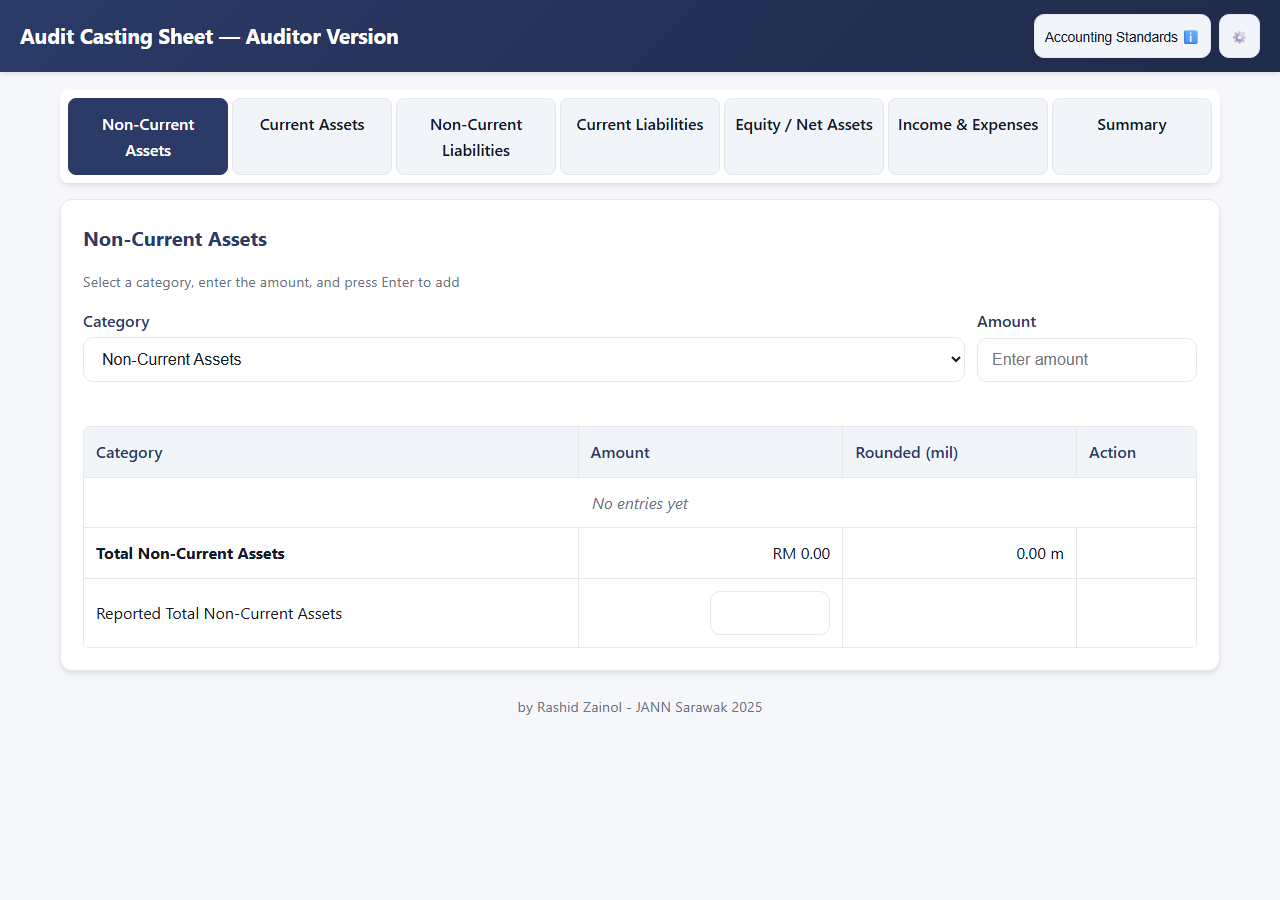 Audit Casting Sheet — Auditor Version
Accounting Standards ℹ️ ⚙️
Non-Current
Assets
Current Assets
Non-Current
Liabilities
Current Liabilities
Equity / Net Assets
Income & Expenses
Summary
Non-Current Assets
Select a category, enter the amount, and press Enter to add
Category
Amount
Non-Current Assets
Enter amount
Category Amount Rounded (mil) Action
No entries yet
Total Non-Current Assets RM 0.00 0.00 m
Reported Total Non-Current Assets
by Rashid Zainol - JANN Sarawak 2025